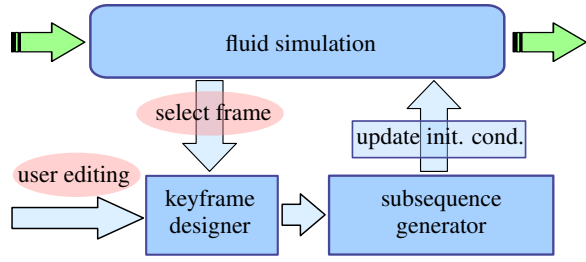 fluid simulation
select frame
update init. cond.
user editing
keyframe
designer
subsequence
generator